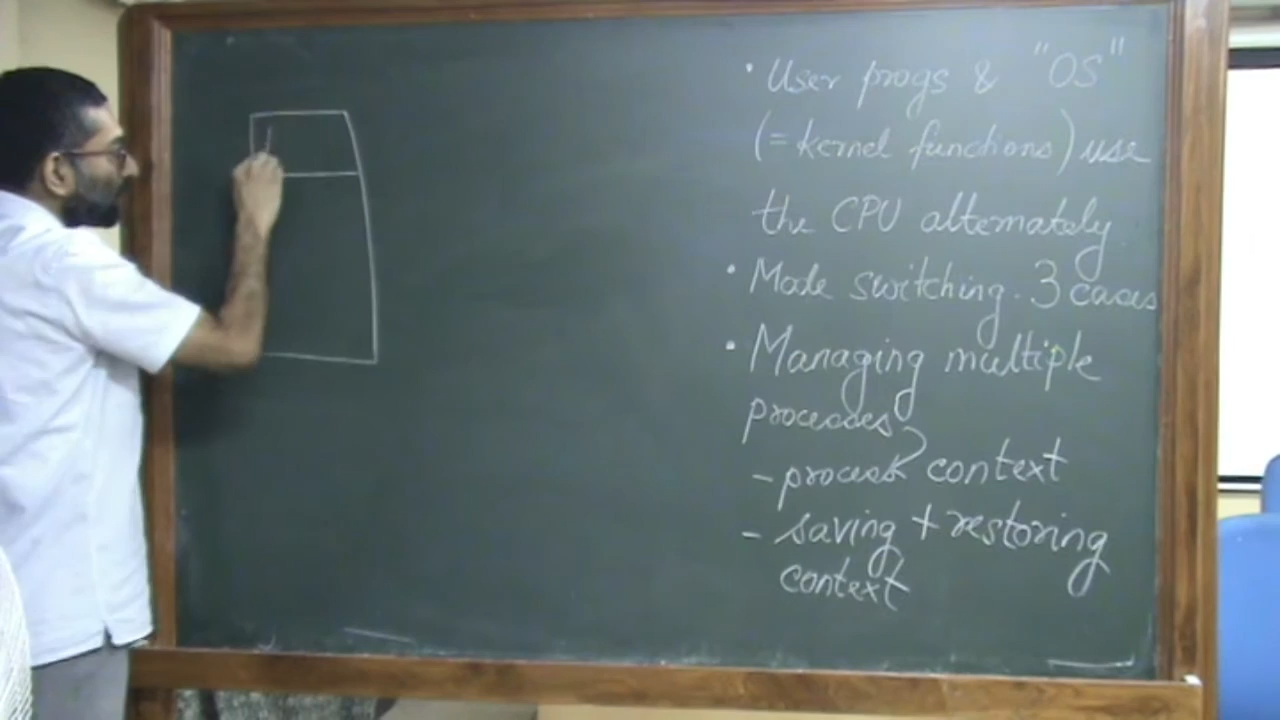 • User progs & "OS"
(= kernel functions) use
the CPU alternately
• Mode switching. 3 cases
• Managing multiple
processes?
- process context
- saving + restoring
context